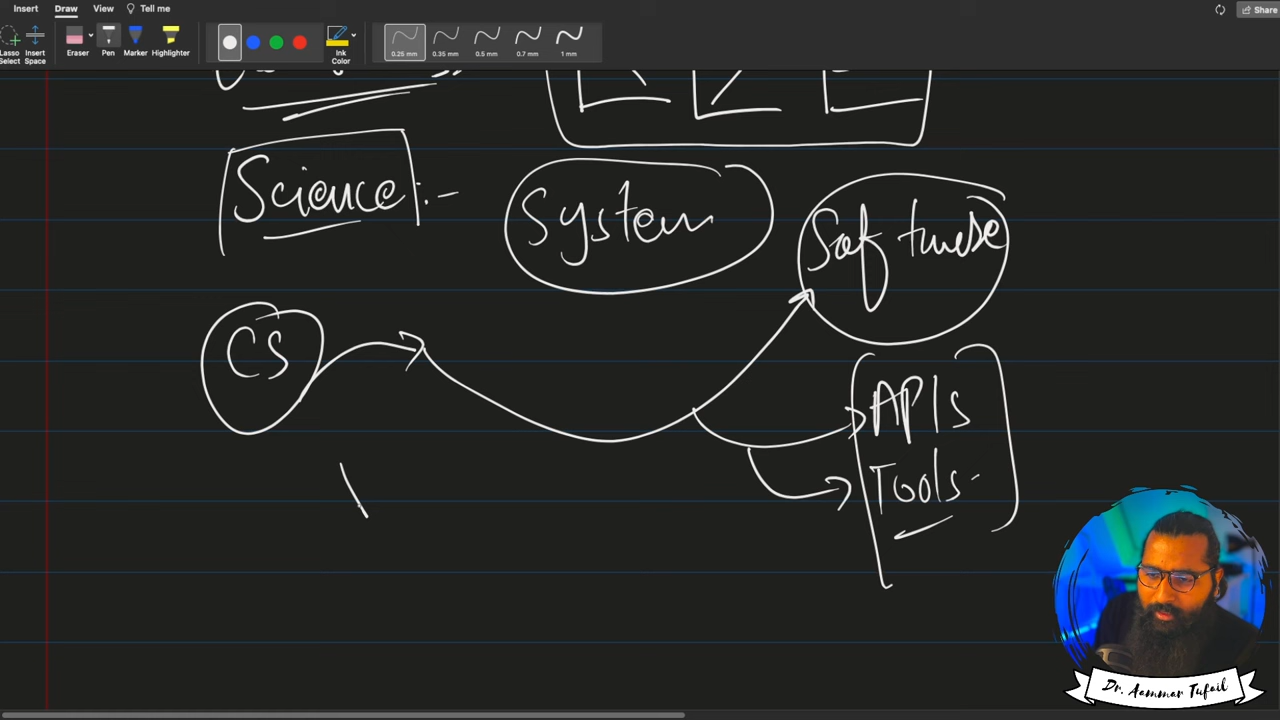 Insert Draw View Tell me
Share
Lasso Select
Insert Space
Eraser
Pen
Marker
Highlighter
Ink Color
0.25 mm 0.35 mm 0.5 mm 0.7 mm 1 mm
Science:-
System
Software
CS
APIs
Tools-
Dr. Aammar Tufail